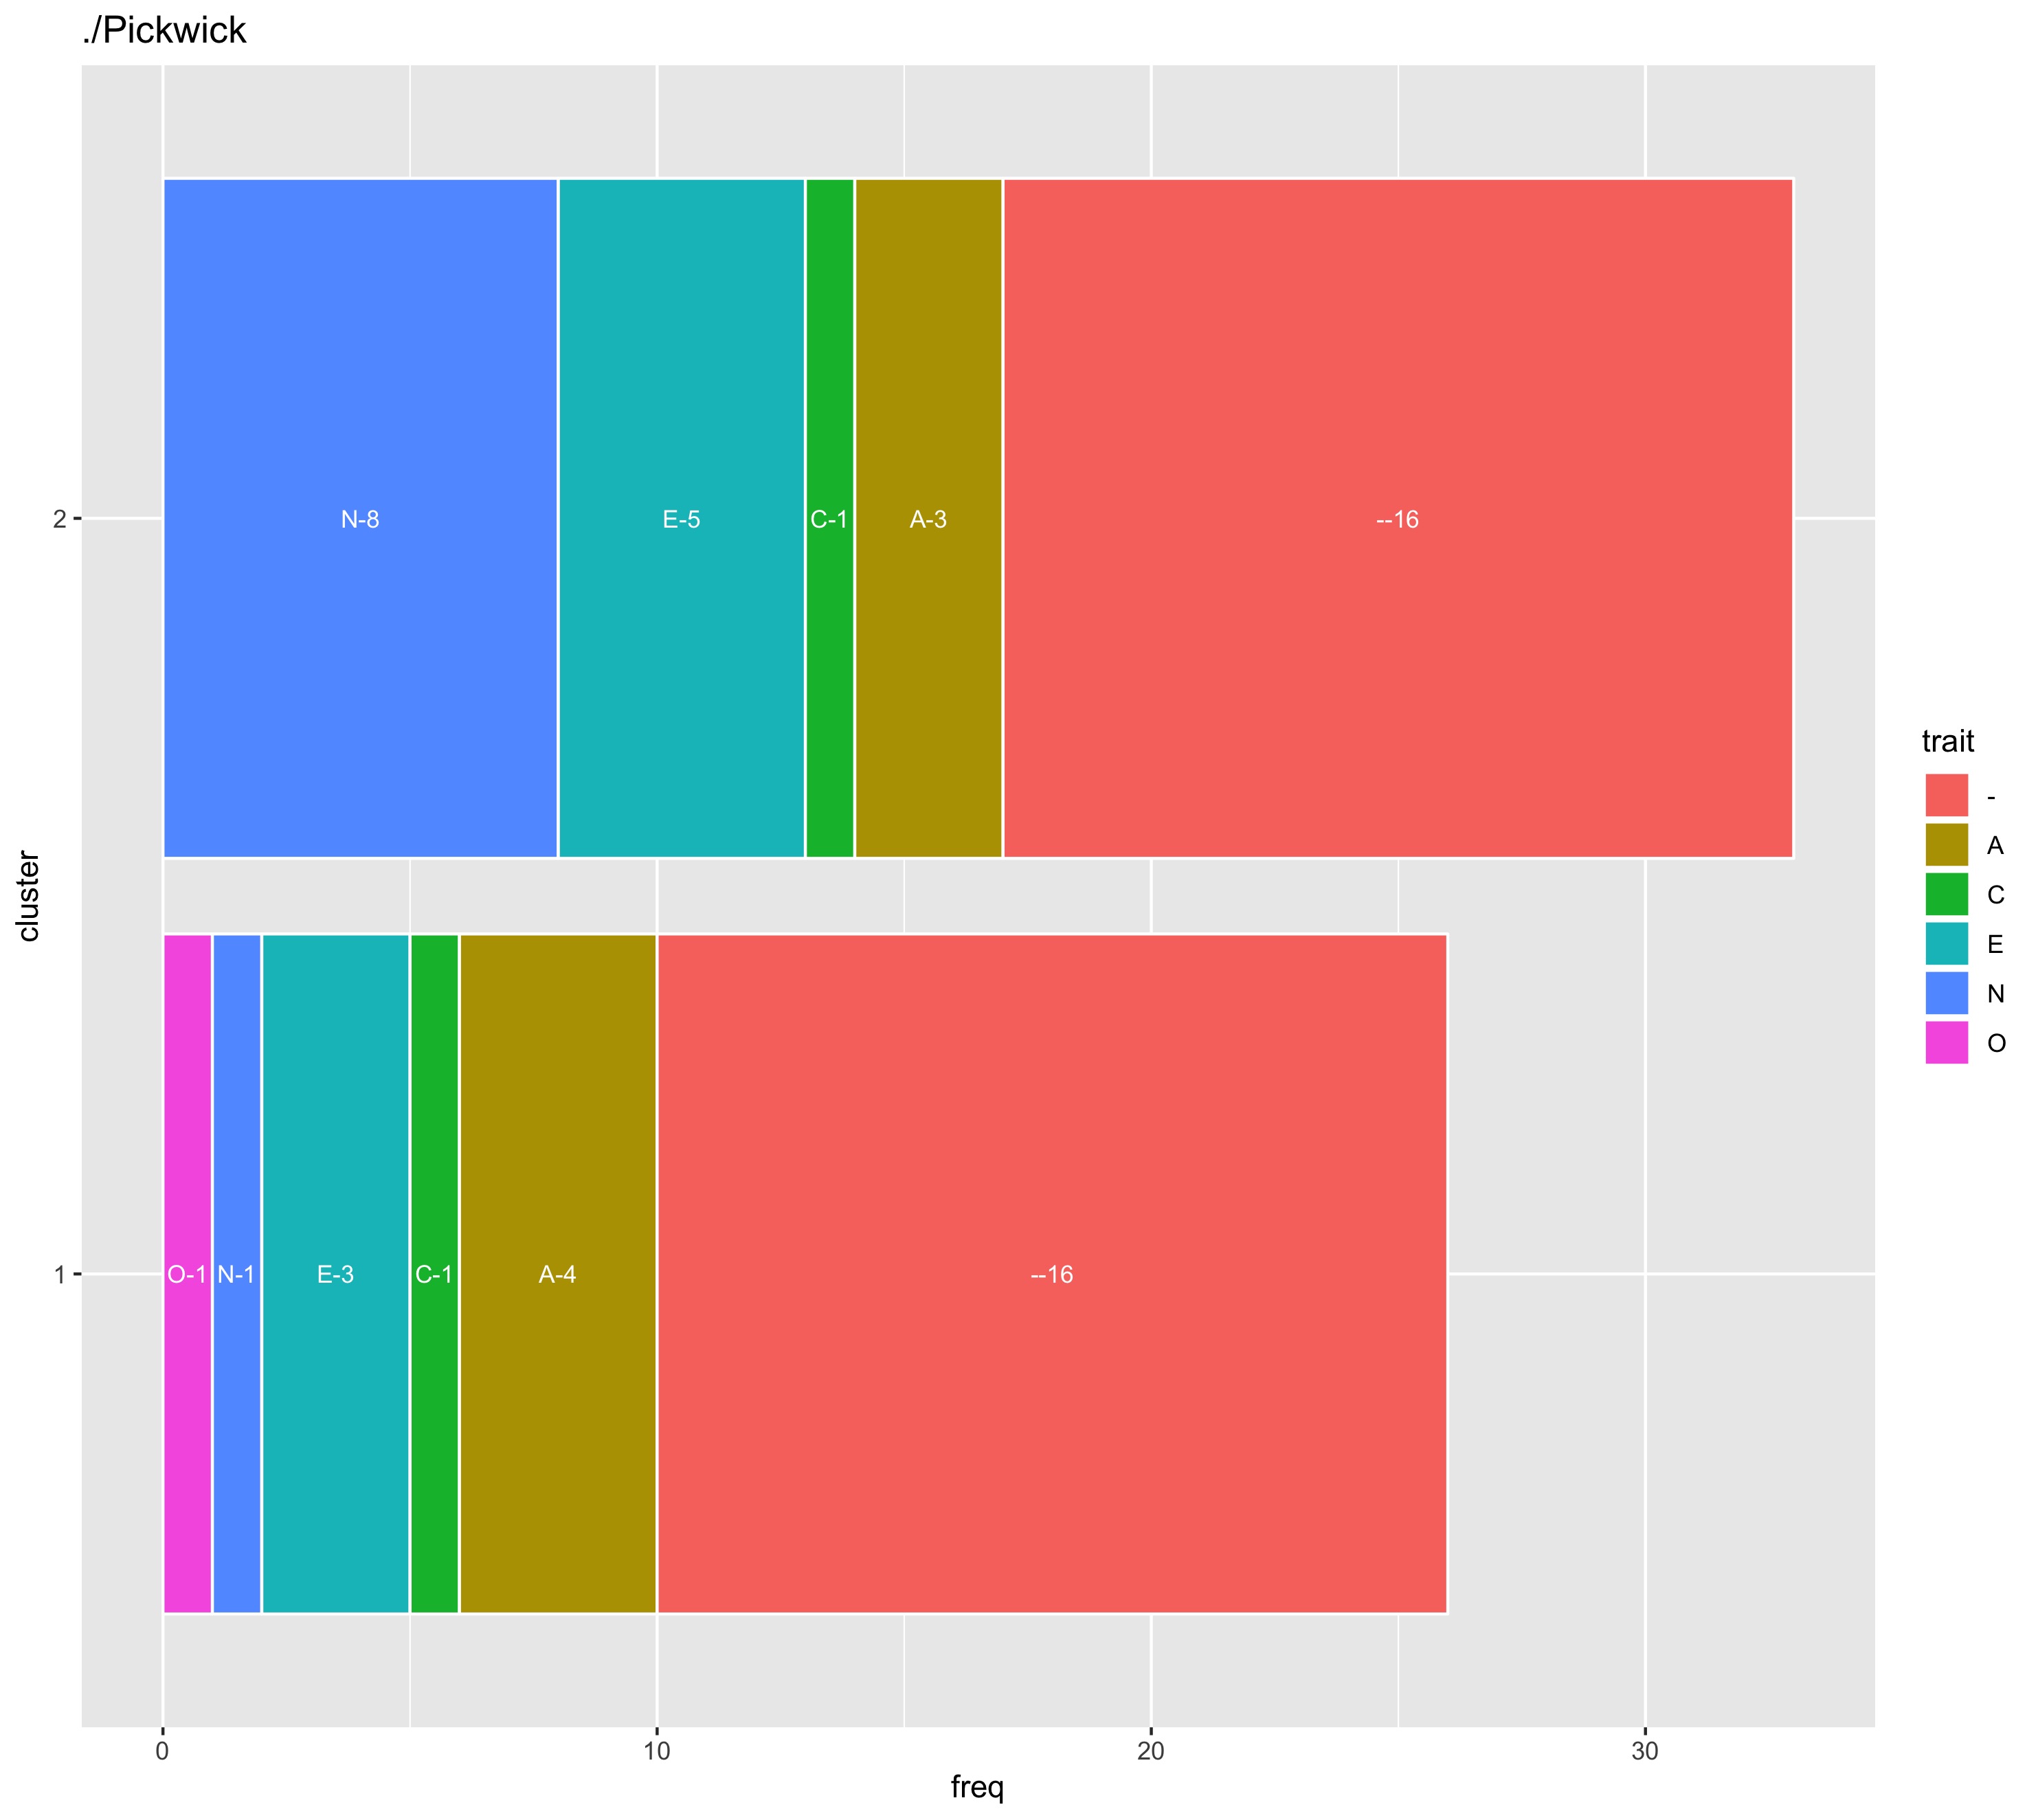 ./Pickwick
cluster
2
N-8 E-5 C-1 A-3 --16
1
O-1 N-1 E-3 C-1 A-4 --16
0 10 20 30
freq
trait
-
A
C
E
N
O